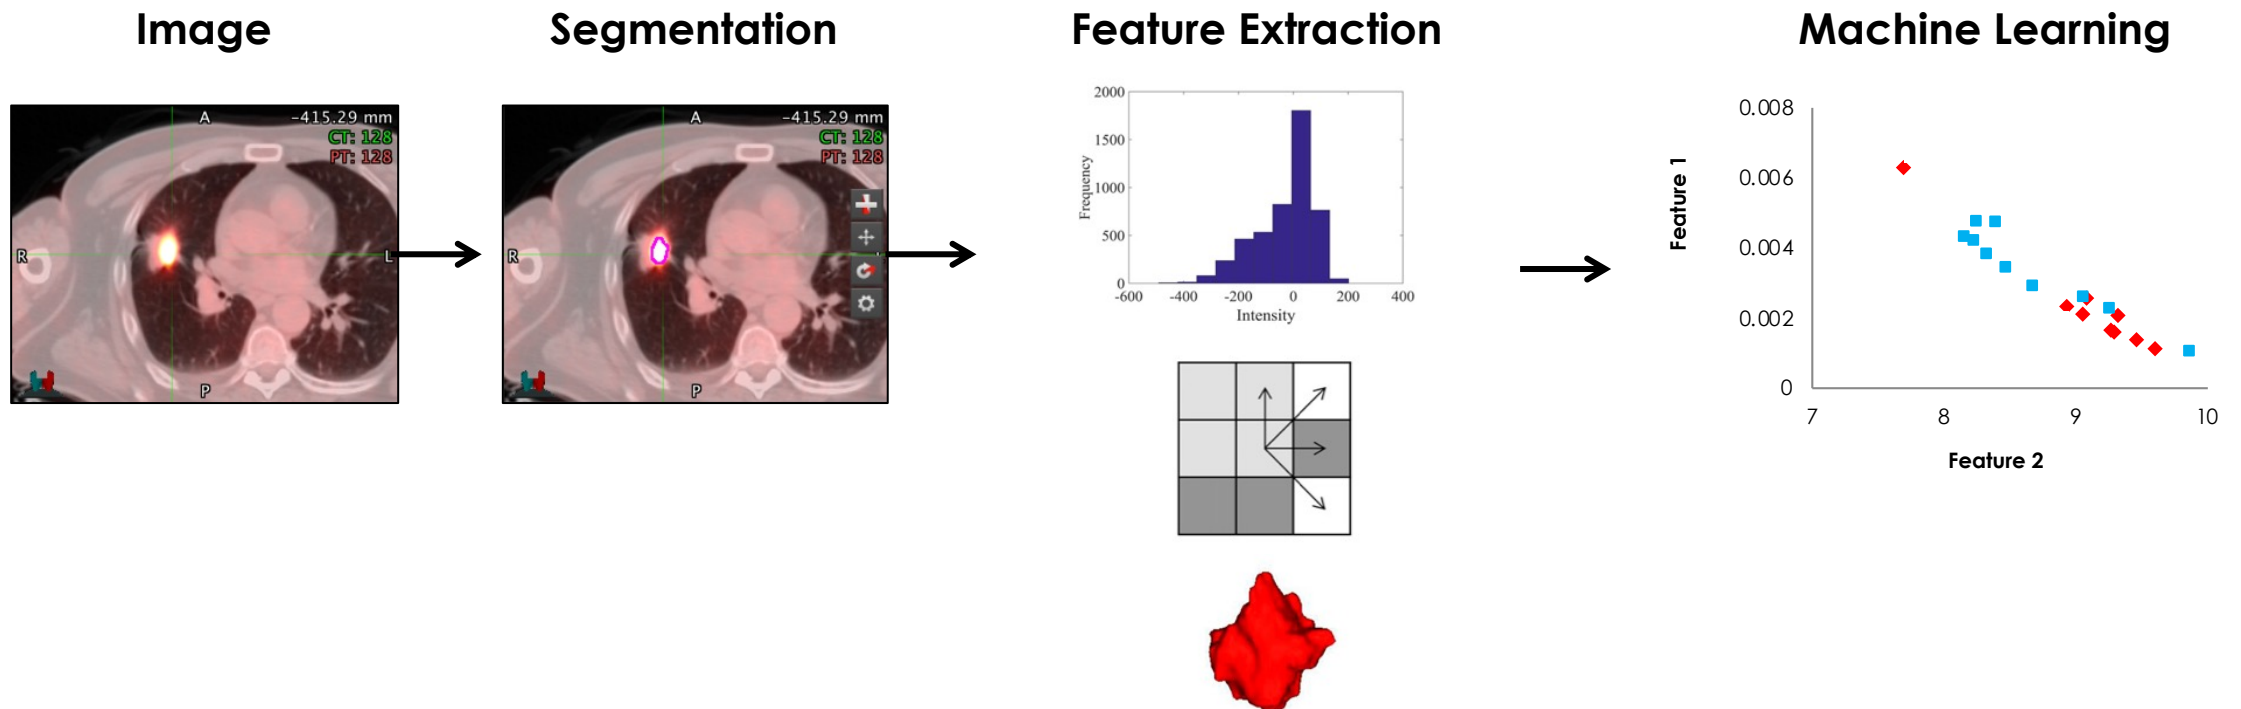 Image
Segmentation
Feature Extraction
Machine Learning
A
-415.29 mm
CT: 128
PT: 128
R
L
P
A
-415.29 mm
CT: 128
PT: 128
R
P
2000
1500
1000
500
0
Frequency
-600 -400 -200 0 200 400
Intensity
0.008
0.006
0.004
0.002
0
Feature 1
7 8 9 10
Feature 2